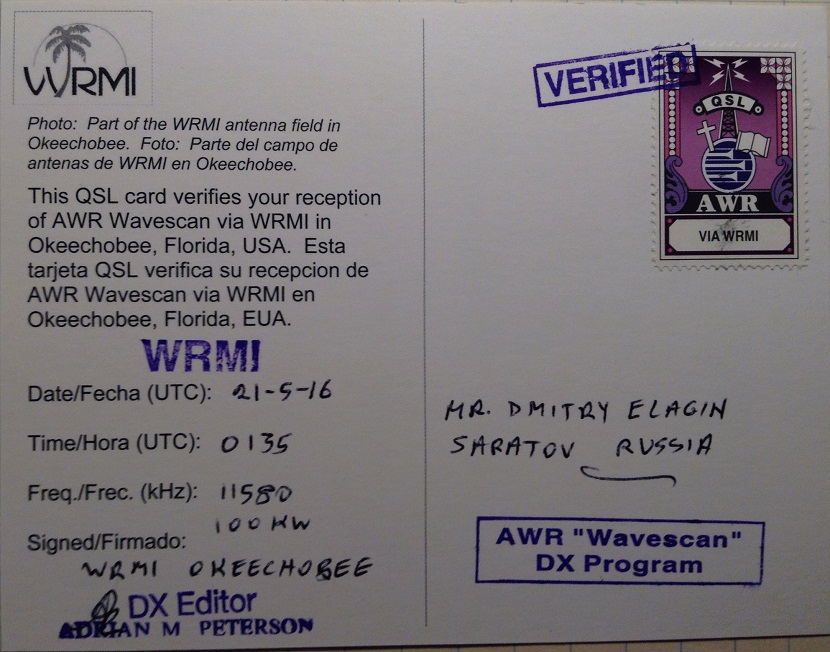 WRMI
Photo: Part of the WRMI antenna field in
Okeechobee. Foto: Parte del campo de
antenas de WRMI en Okeechobee.
This QSL card verifies your reception
of AWR Wavescan via WRMI in
Okeechobee, Florida, USA. Esta
tarjeta QSL verifica su recepcion de
AWR Wavescan via WRMI en
Okeechobee, Florida, EUA.
WRMI
Date/Fecha (UTC): 21-5-16
Time/Hora (UTC): 0135
Freq./Frec. (kHz): 11580
100 KW
Signed/Firmado:
WRMI OKEECHOBEE
DX Editor
ADRIAN M PETERSON
VERIFIED
QSL
AWR
VIA WRMI
MR. DMITRY ELAGIN
SARATOV RUSSIA
AWR "Wavescan"
DX Program